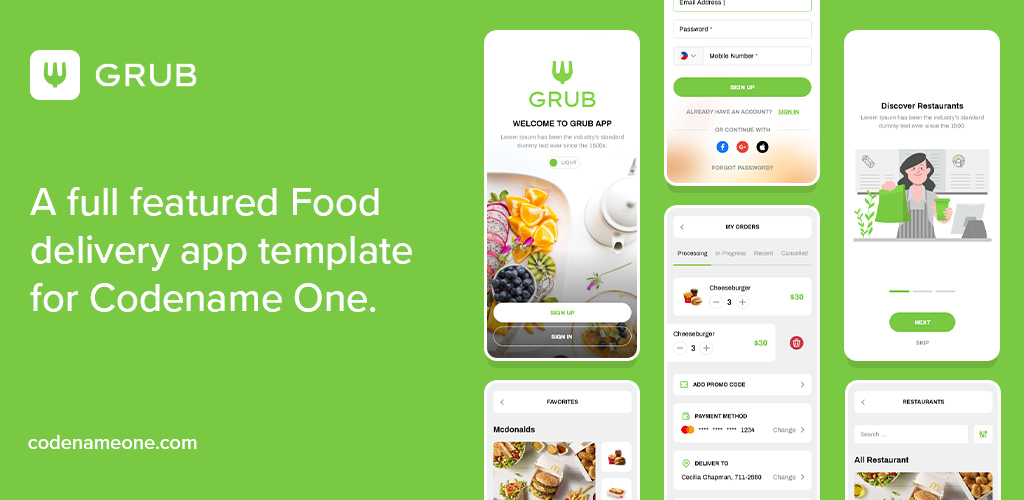 GRUB
A full featured Food
delivery app template
for Codename One.
codenameone.com
GRUB
WELCOME TO GRUB APP
Lorem Ipsum has been the industry's standard
dummy text ever since the 1500s.
LIGHT
SIGN UP
SIGN IN
FAVORITES
Mcdonalds
Email Address |
Password *
Mobile Number *
SIGN UP
ALREADY HAVE AN ACCOUNT? SIGN IN
OR CONTINUE WITH
FORGOT PASSWORD?
MY ORDERS
Processing In Progress Recent Cancelled
Cheeseburger
3
$30
Cheeseburger
3
$30
ADD PROMO CODE
PAYMENT METHOD
**** **** **** 1234 Change
DELIVER TO
Cecilia Chapman, 711-2880 Change
Discover Restaurants
Lorem Ipsum has been the industry's standard
dummy text ever since the 1500.
NEXT
SKIP
RESTAURANTS
Search ...
All Restaurant